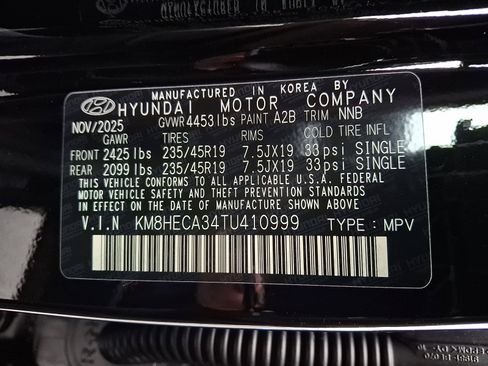 MANUFACTURED IN KOREA BY
HYUNDAI MOTOR COMPANY
NOV/2025 GVWR 4453lbs PAINT A2B TRIM NNB
GAWR TIRES RIMS COLD TIRE INFL
FRONT 2425lbs 235/45R19 7.5JX19 33psi SINGLE
REAR 2099lbs 235/45R19 7.5JX19 33psi SINGLE
THIS VEHICLE CONFORMS TO ALL APPLICABLE U.S.A. FEDERAL
MOTOR VEHICLE SAFETY AND THEFT PREVENTION STANDARDS
IN EFFECT ON THE DATE OF MANUFACTURE SHOWN ABOVE.
V.I.N KM8HECA34TU410999 TYPE : MPV